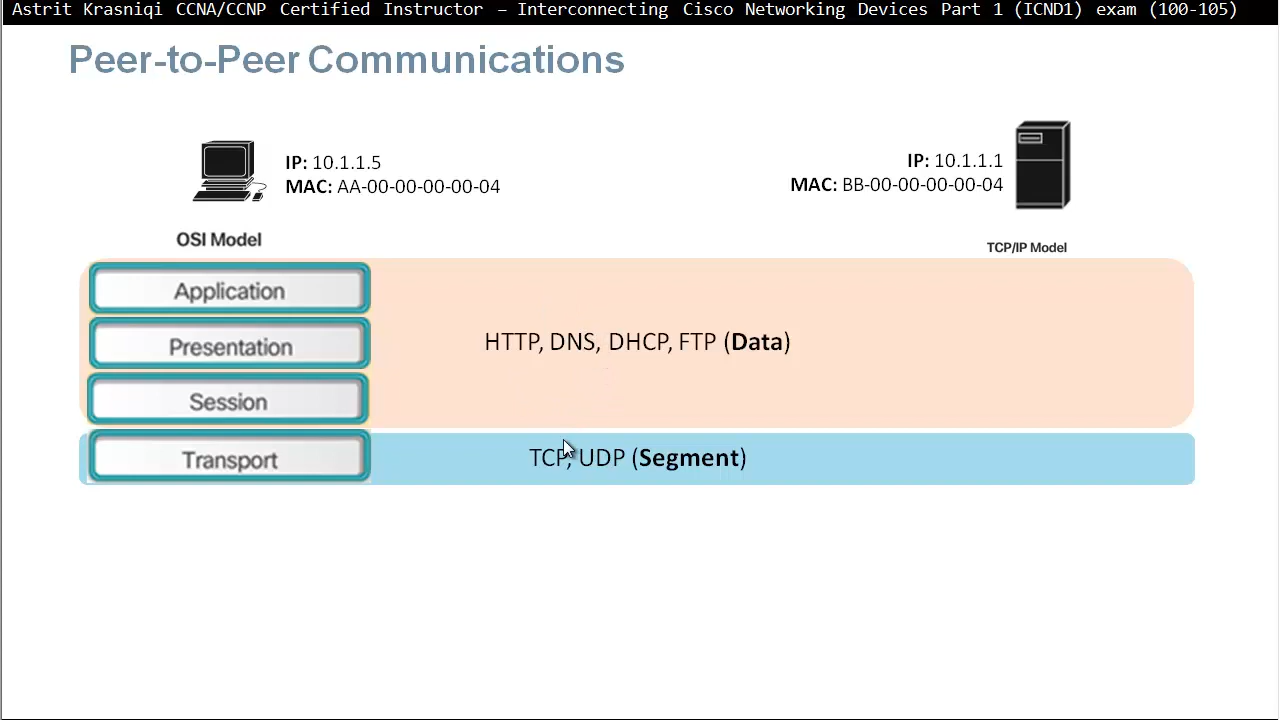 Astrit Krasniqi CCNA/CCNP Certified Instructor – Interconnecting Cisco Networking Devices Part 1 (ICND1) exam (100-105)
Peer-to-Peer Communications
IP: 10.1.1.5
MAC: AA-00-00-00-00-04
IP: 10.1.1.1
MAC: BB-00-00-00-00-04
OSI Model
TCP/IP Model
Application
Presentation
HTTP, DNS, DHCP, FTP (Data)
Session
Transport
TCP, UDP (Segment)